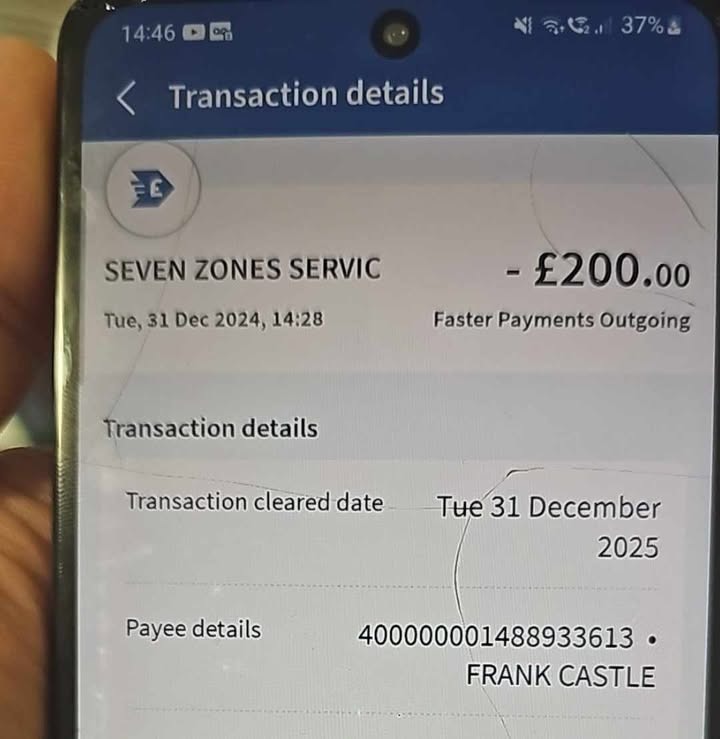 14:46 37%
Transaction details
£
SEVEN ZONES SERVIC - £200.00
Tue, 31 Dec 2024, 14:28 Faster Payments Outgoing
Transaction details
Transaction cleared date Tue 31 December
2025
Payee details 400000001488933613 •
FRANK CASTLE